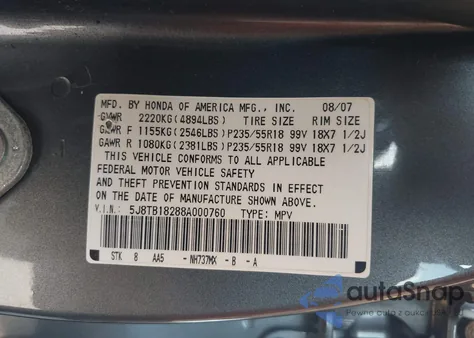 MFD. BY HONDA OF AMERICA MFG., INC. 08/07
GVWR 2220KG(4894LBS) TIRE SIZE RIM SIZE
GAWR F 1155KG(2546LBS)P235/55R18 99V 18X7 1/2J
GAWR R 1080KG(2381LBS)P235/55R18 99V 18X7 1/2J
THIS VEHICLE CONFORMS TO ALL APPLICABLE
FEDERAL MOTOR VEHICLE SAFETY
AND THEFT PREVENTION STANDARDS IN EFFECT
ON THE DATE OF MANUFACTURE SHOWN ABOVE.
V.I.N.: 5J8TB18288A000760 TYPE: MPV
STK 8 AA5 -NH737MX -B -A
autoSnap
Pewne auta z aukcji